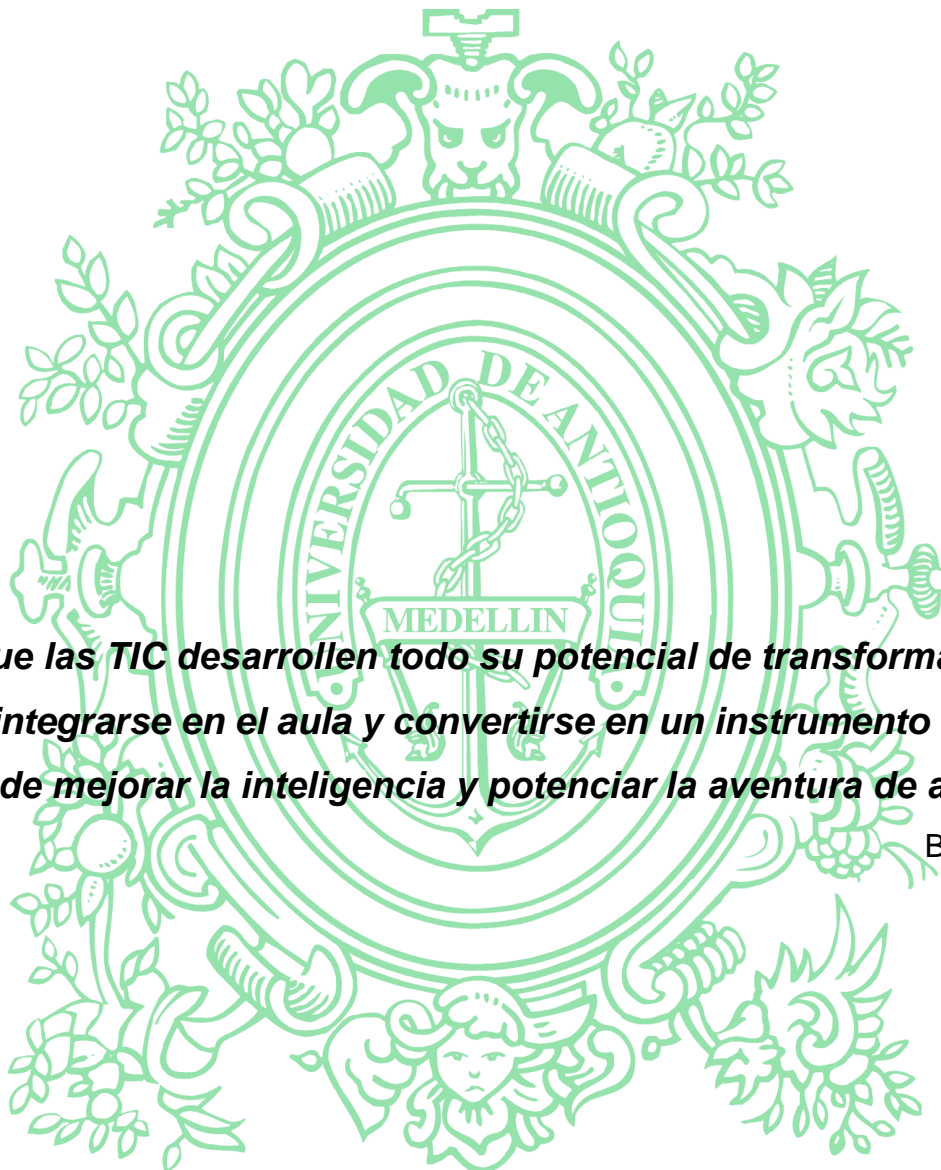 UNIVERSIDAD DE ANTIOQUIA
MEDELLIN
ue las TIC desarrollen todo su potencial de transforma
integrarse en el aula y convertirse en un instrumento
de mejorar la inteligencia y potenciar la aventura de a
B